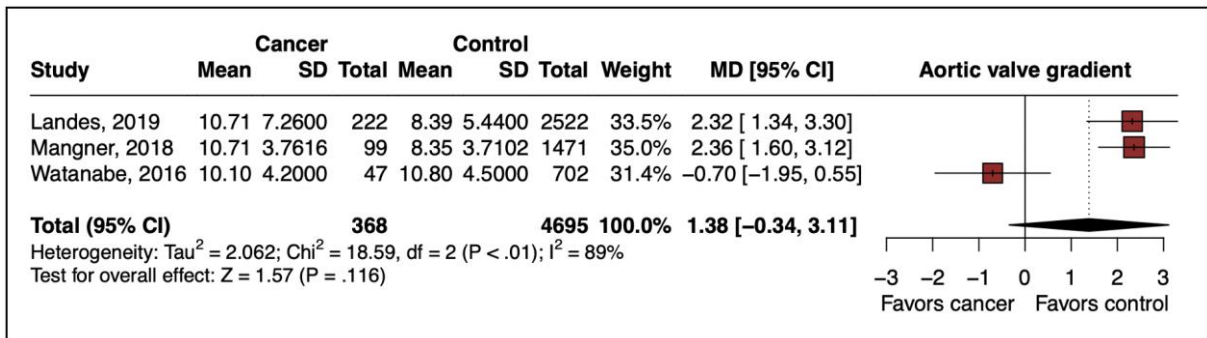 Cancer Control
Study Mean SD Total Mean SD Total Weight MD [95% CI] Aortic valve gradient
Landes, 2019 10.71 7.2600 222 8.39 5.4400 2522 33.5% 2.32 [ 1.34, 3.30]
Mangner, 2018 10.71 3.7616 99 8.35 3.7102 1471 35.0% 2.36 [ 1.60, 3.12]
Watanabe, 2016 10.10 4.2000 47 10.80 4.5000 702 31.4% −0.70 [−1.95, 0.55]
Total (95% CI) 368 4695 100.0% 1.38 [−0.34, 3.11]
Heterogeneity: Tau² = 2.062; Chi² = 18.59, df = 2 (P < .01); I² = 89%
Test for overall effect: Z = 1.57 (P = .116)
−3 −2 −1 0 1 2 3
Favors cancer Favors control